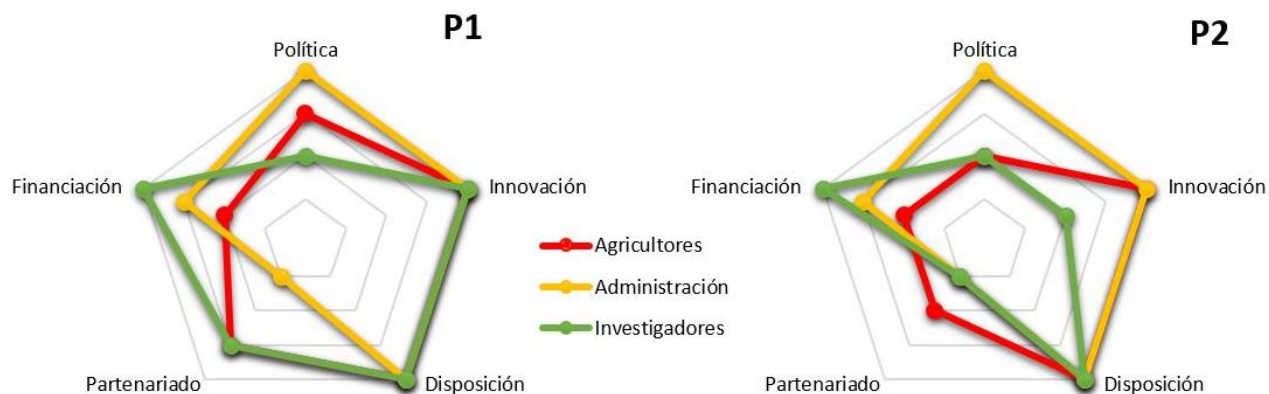 P1
Política
Financiación
Innovación
Partenariado
Disposición
Agricultores
Administración
Investigadores
P2
Política
Financiación
Innovación
Partenariado
Disposición